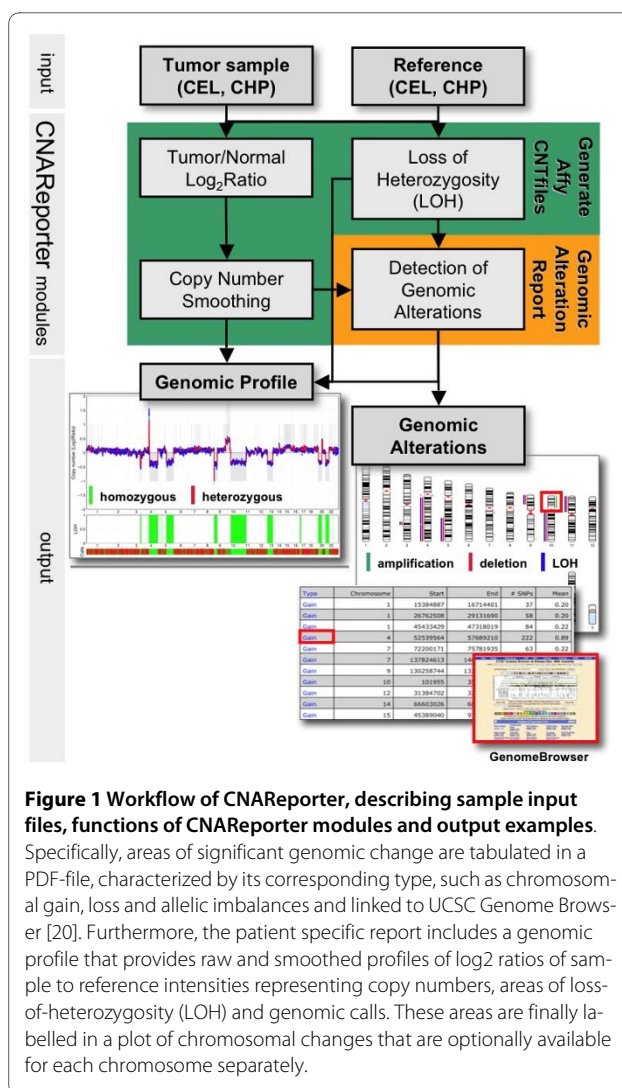 input
Tumor sample
(CEL, CHP)
Reference
(CEL, CHP)
CNAReporter modules
Tumor/Normal
Log2Ratio
Loss of
Heterozygosity
(LOH)
Generate
Affy
CNTfiles
Copy Number
Smoothing
Detection of
Genomic
Alterations
Genomic
Alteration
Report
output
Genomic Profile
Genomic
Alterations
Copy number (Log2Ratio)
homozygous heterozygous
LOH
Calls
amplification deletion LOH
Type Chromosome Start End # SNPs Mean
Gain 1 15384887 16714401 37 0.20
Gain 1 26762508 29131690 58 0.20
Gain 1 45433429 47318019 84 0.22
Gain 4 52539564 57689210 222 0.89
Gain 7 72200171 75781935 63 0.22
Gain 7 137824613
Gain 9 130258744
Gain 10 101955
Gain 12 31384702
Gain 14 66603026
Gain 15 45389040
GenomeBrowser
Figure 1 Workflow of CNAReporter, describing sample input
files, functions of CNAReporter modules and output examples.
Specifically, areas of significant genomic change are tabulated in a
PDF-file, characterized by its corresponding type, such as chromosom-
al gain, loss and allelic imbalances and linked to UCSC Genome Brows-
er [20]. Furthermore, the patient specific report includes a genomic
profile that provides raw and smoothed profiles of log2 ratios of sam-
ple to reference intensities representing copy numbers, areas of loss-
of-heterozygosity (LOH) and genomic calls. These areas are finally la-
belled in a plot of chromosomal changes that are optionally available
for each chromosome separately.